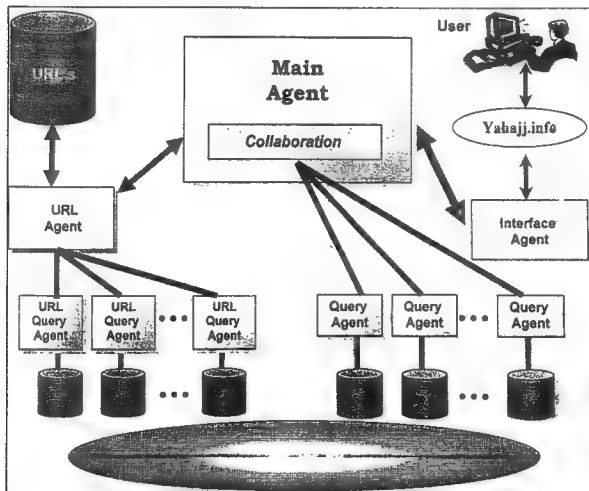 URLs
User
Main
Agent
Collaboration
Yahajj.info
URL
Agent
Interface
Agent
URL
Query
Agent
URL
Query
Agent
URL
Query
Agent
Query
Agent
Query
Agent
Query
Agent